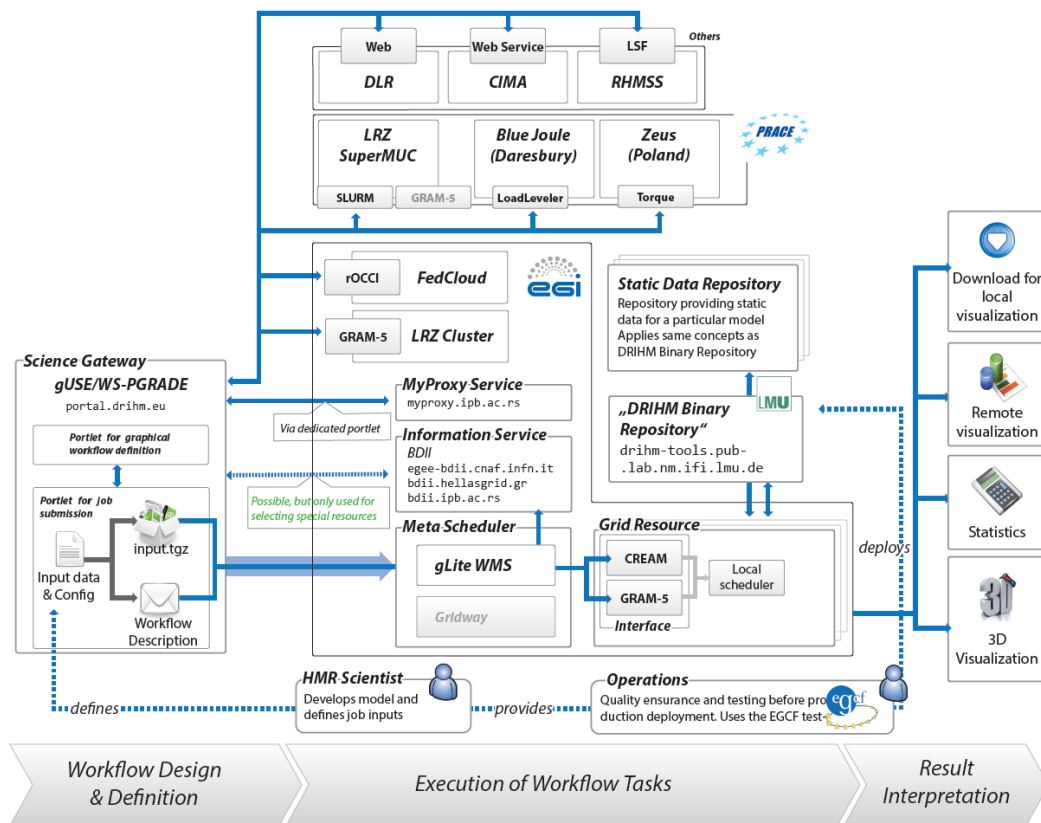 Others
Web
Web Service
LSF
DLR
CIMA
RHMSS
LRZ
SuperMUC
Blue Joule
(Daresbury)
Zeus
(Poland)
PRACE
SLURM
GRAM-5
LoadLeveler
Torque
rOCCI
FedCloud
EGI
GRAM-5
LRZ Cluster
Static Data Repository
Repository providing static
data for a particular model
Applies same concepts as
DRIHM Binary Repository
Download for
local
visualization
Science Gateway
gUSE/WS-PGRADE
portal.drihm.eu
MyProxy Service
myproxy.ipb.ac.rs
Via dedicated portlet
LMU
„DRIHM Binary
Repository“
drihm-tools.pub-
.lab.nm.ifi.lmu.de
Remote
visualization
Portlet for graphical
workflow definition
Information Service
BDII
egee-bdii.cnaf.infn.it
bdii.hellasgrid.gr
bdii.ipb.ac.rs
Possible, but only used for
selecting special resources
Portlet for job
submission
input.tgz
Input data
& Config
Workflow
Description
Meta Scheduler
gLite WMS
Gridway
Grid Resource
CREAM
GRAM-5
Interface
Local
scheduler
deploys
Statistics
3D
3D
Visualization
HMR Scientist
Develops model and
defines job inputs
defines
provides
Operations
Quality ensurance and testing before pro
duction deployment. Uses the EGCF test-
egcf
Workflow Design
& Definition
Execution of Workflow Tasks
Result
Interpretation